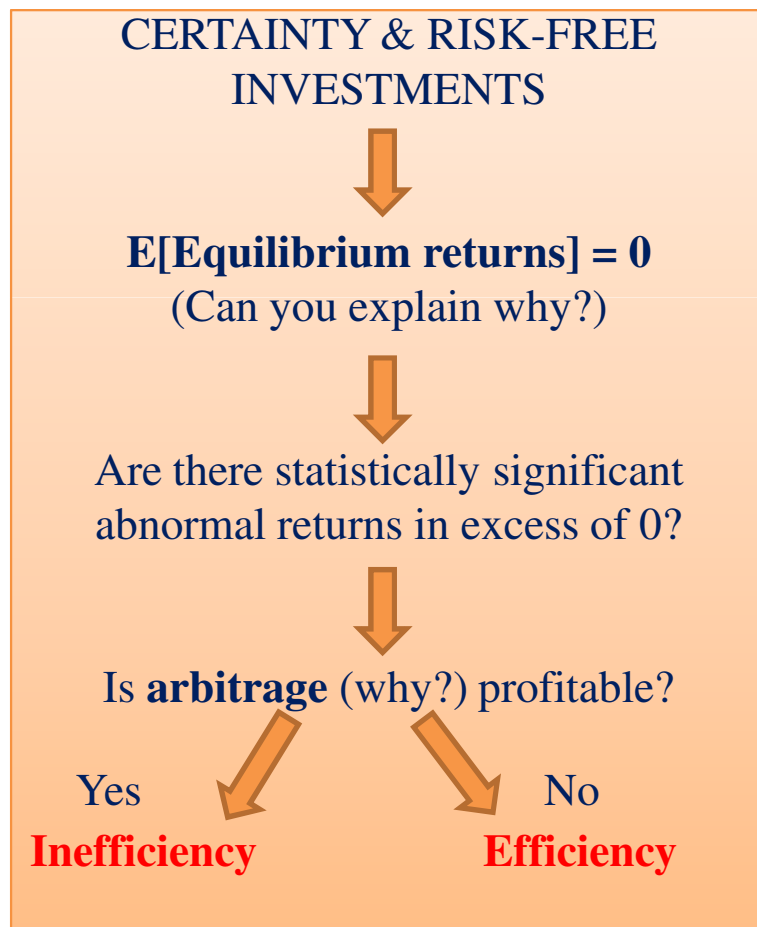 CERTAINTY & RISK-FREE
INVESTMENTS
E[Equilibrium returns] = 0
(Can you explain why?)
Are there statistically significant
abnormal returns in excess of 0?
Is arbitrage (why?) profitable?
Yes
No
Inefficiency
Efficiency